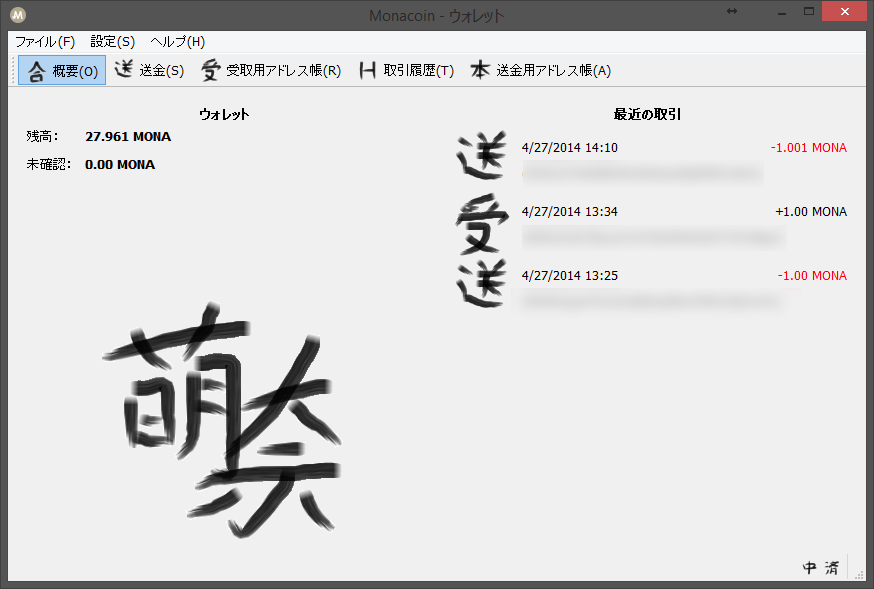 Monacoin - ウォレット
ファイル(F) 設定(S) ヘルプ(H)
合 概要(O) 送 送金(S) 受 受取用アドレス帳(R) H 取引履歴(T) 本 送金用アドレス帳(A)
ウォレット
残高: 27.961 MONA
未確認: 0.00 MONA
最近の取引
送 4/27/2014 14:10 -1.001 MONA
受 4/27/2014 13:34 +1.00 MONA
送 4/27/2014 13:25 -1.00 MONA
萌奈
中 済